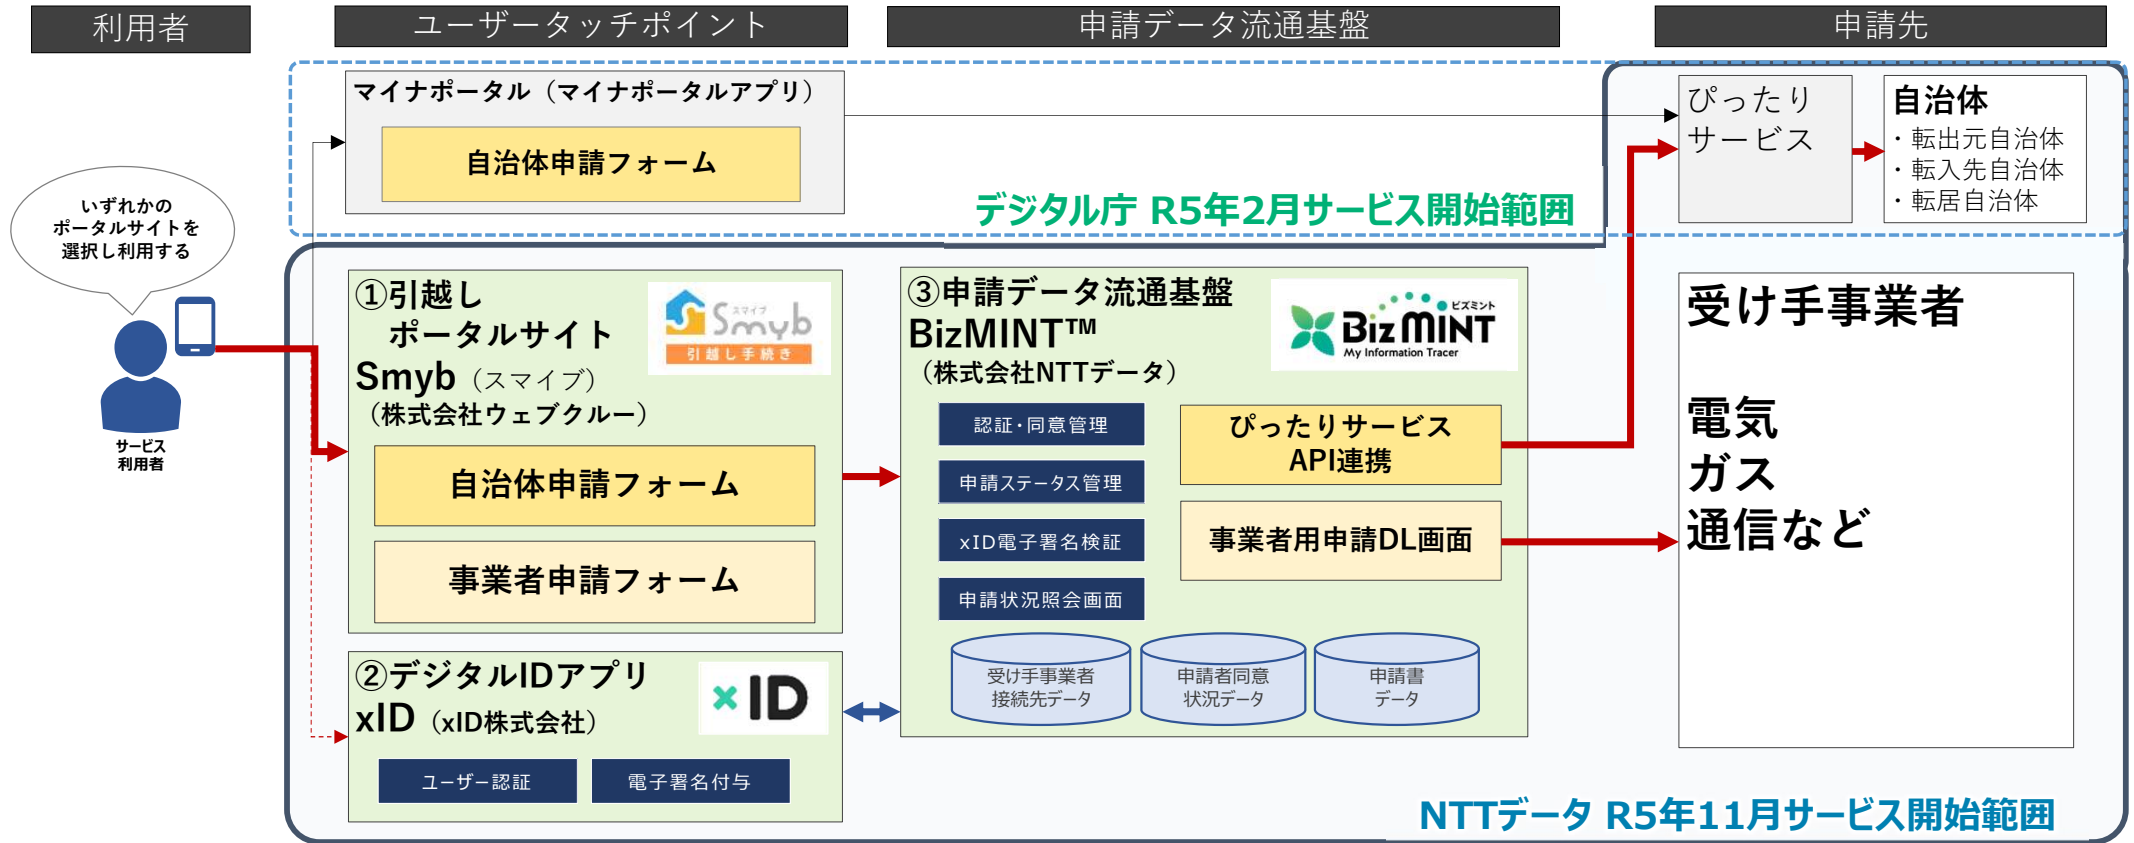 利用者
ユーザータッチポイント
申請データ流通基盤
申請先
マイナポータル（マイナポータルアプリ）
自治体申請フォーム
ぴったり
サービス
自治体
・転出元自治体
・転入先自治体
・転居自治体
デジタル庁 R5年2月サービス開始範囲
いずれかの
ポータルサイトを
選択し利用する
サービス
利用者
①引越し
ポータルサイト
Smyb（スマイブ）
（株式会社ウェブクルー）
スマイブ
Smyb
引越し手続き
自治体申請フォーム
事業者申請フォーム
②デジタルIDアプリ
xID（xID株式会社）
×ID
ユーザー認証
電子署名付与
③申請データ流通基盤
BizMINT™
（株式会社NTTデータ）
ビズミント
BizMINT
My Information Tracer
認証・同意管理
申請ステータス管理
xID電子署名検証
申請状況照会画面
ぴったりサービス
API連携
事業者用申請DL画面
受け手事業者
接続先データ
申請者同意
状況データ
申請書
データ
受け手事業者
電気
ガス
通信など
NTTデータ R5年11月サービス開始範囲